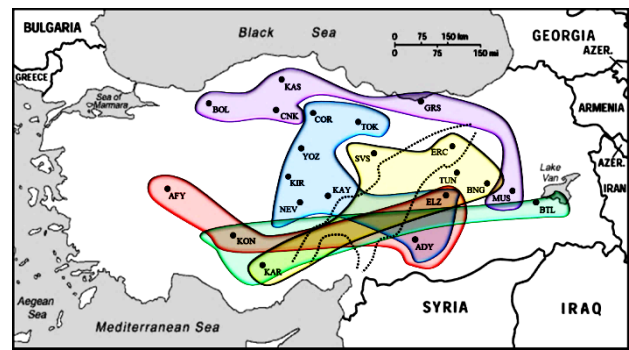 BULGARIA
Black Sea
GEORGIA
0 75 150 km
0 75 150 mi
AZER.
GREECE
Sea of
Marmara
KAS
BOL
CNK
COR
TOK
GRS
ARMENIA
YOZ
SVS
ERC
AZER.
Lake
Van
IRAN
KIR
KAY
TUN
BNG
AFY
NEV
ELZ
MUS
BTL
KON
ADY
KAR
Aegean
Sea
SYRIA
IRAQ
Mediterranean Sea